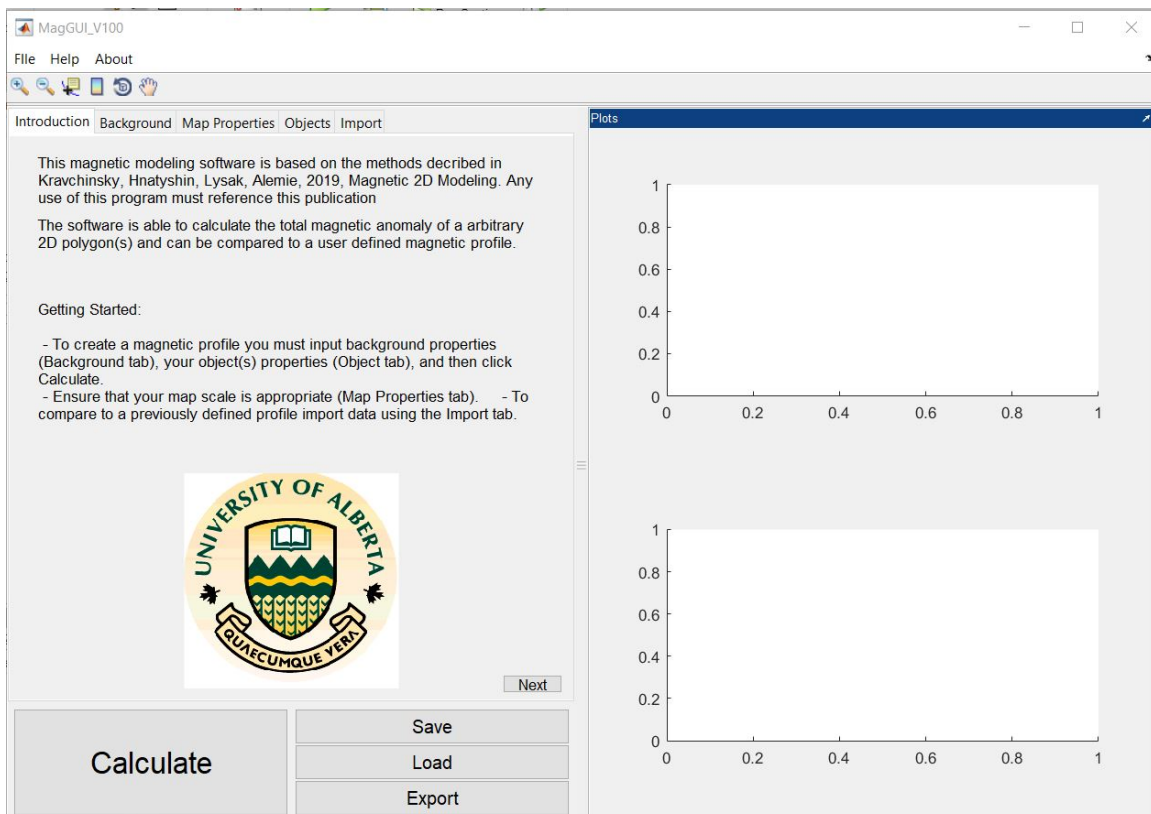 MagGUI_V100
FIle Help About
Introduction Background Map Properties Objects Import
This magnetic modeling software is based on the methods decribed in
Kravchinsky, Hnatyshin, Lysak, Alemie, 2019, Magnetic 2D Modeling. Any
use of this program must reference this publication
The software is able to calculate the total magnetic anomaly of a arbitrary
2D polygon(s) and can be compared to a user defined magnetic profile.
Getting Started:
- To create a magnetic profile you must input background properties
(Background tab), your object(s) properties (Object tab), and then click
Calculate.
- Ensure that your map scale is appropriate (Map Properties tab). - To
compare to a previously defined profile import data using the Import tab.
UNIVERSITY OF ALBERTA
QUAECUMQUE VERA
Next
Calculate
Save
Load
Export
Plots
1
0.8
0.6
0.4
0.2
0
0 0.2 0.4 0.6 0.8 1
1
0.8
0.6
0.4
0.2
0
0 0.2 0.4 0.6 0.8 1